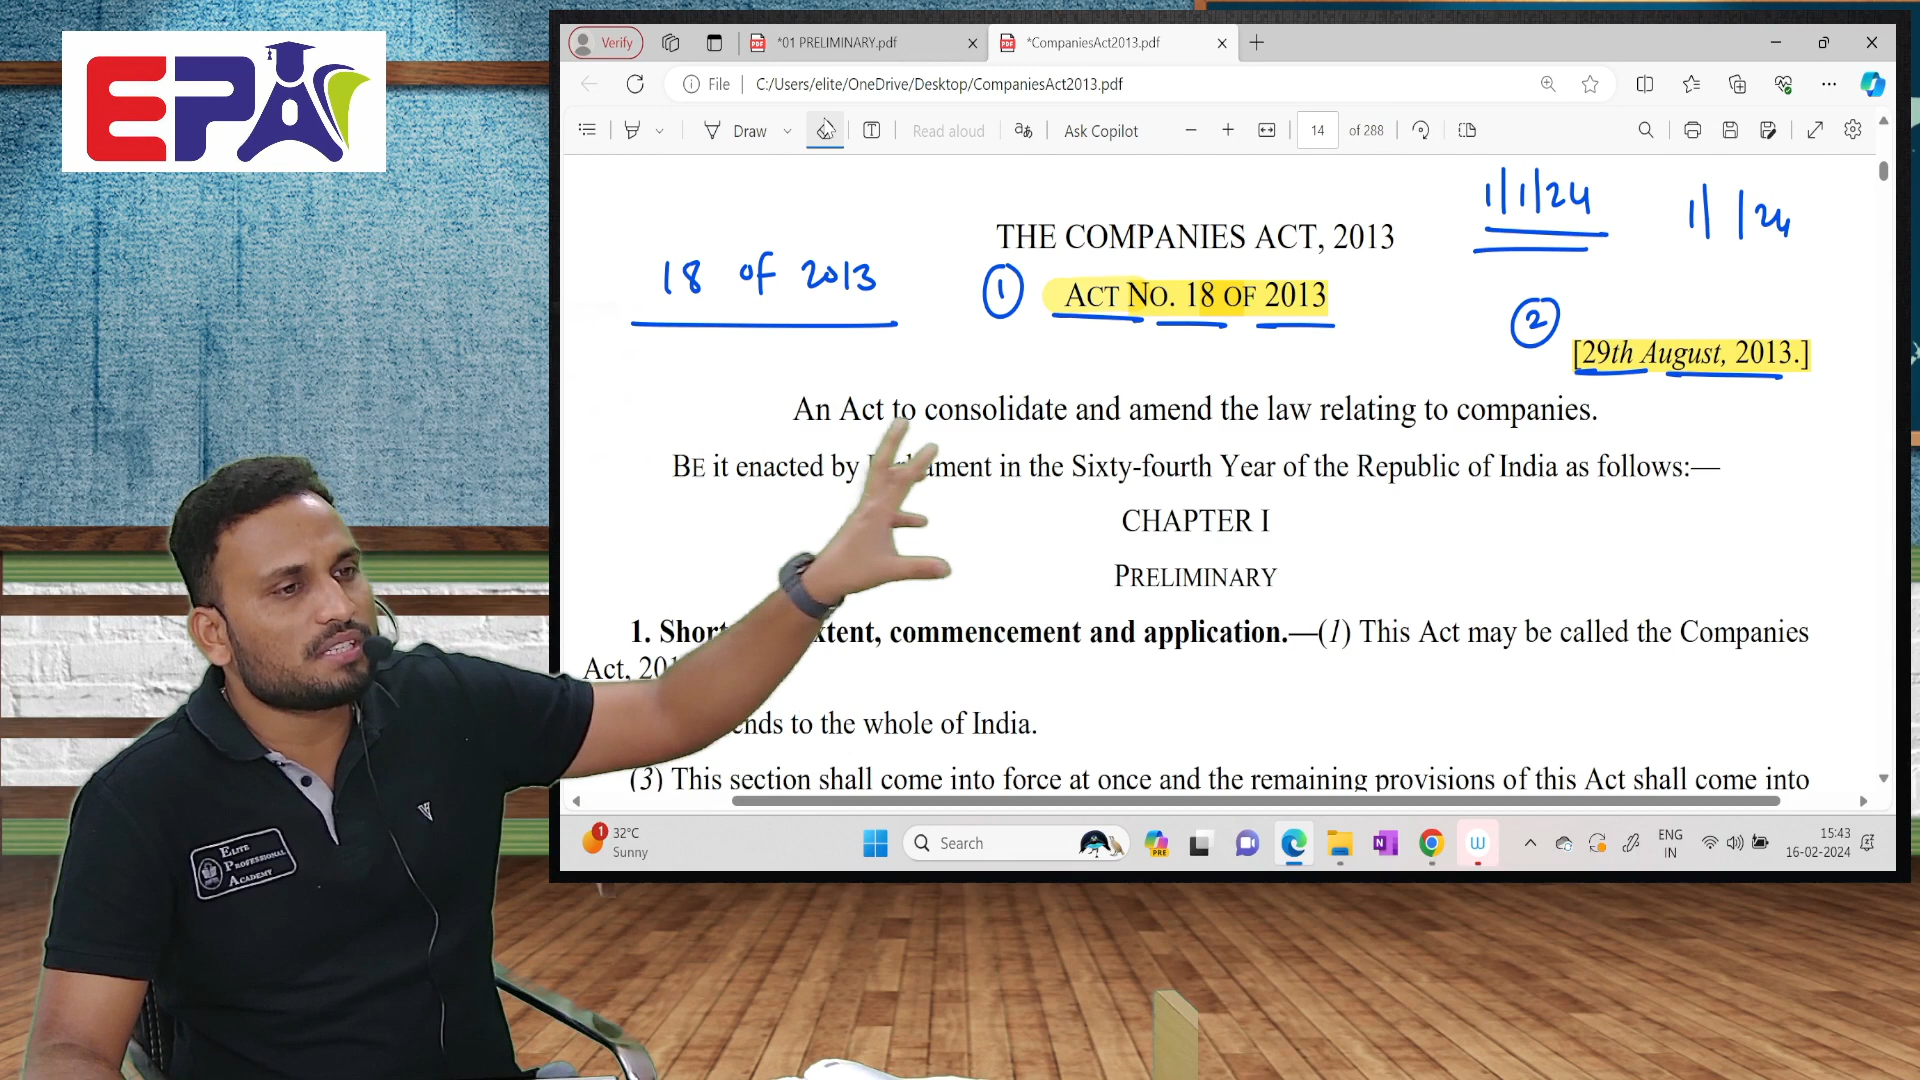 EPA
Verify
*01 PRELIMINARY.pdf
*CompaniesAct2013.pdf
File
C:/Users/elite/OneDrive/Desktop/CompaniesAct2013.pdf
Draw
Read aloud
aあ
Ask Copilot
14
of 288
1/1/24
1/ /24
THE COMPANIES ACT, 2013
18 of 2013
1
ACT NO. 18 OF 2013
2
[29th August, 2013.]
An Act to consolidate and amend the law relating to companies.
BE it enacted by ament in the Sixty-fourth Year of the Republic of India as follows:—
CHAPTER I
PRELIMINARY
1. Short xtent, commencement and application.—(1) This Act may be called the Companies
Act, 201
nds to the whole of India.
(3) This section shall come into force at once and the remaining provisions of this Act shall come into
1
32°C
Sunny
Search
PRE
N
W
ENG
IN
15:43
16-02-2024
ELITE
PROFESSIONAL
ACADEMY